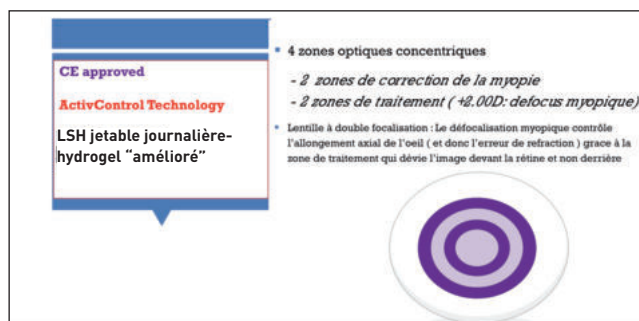 CE approved
ActivControl Technology
LSH jetable journalière-
hydrogel “amélioré”
• 4 zones optiques concentriques
- 2 zones de correction de la myopie
- 2 zones de traitement ( +2.00D: defocus myopique)
• Lentille à double focalisation : Le défocalisation myopique contrôle
l'allongement axial de l'oeil ( et donc l'erreur de refraction ) grace à la
zone de traitement qui dévie l'image devant la rétine et non derrière